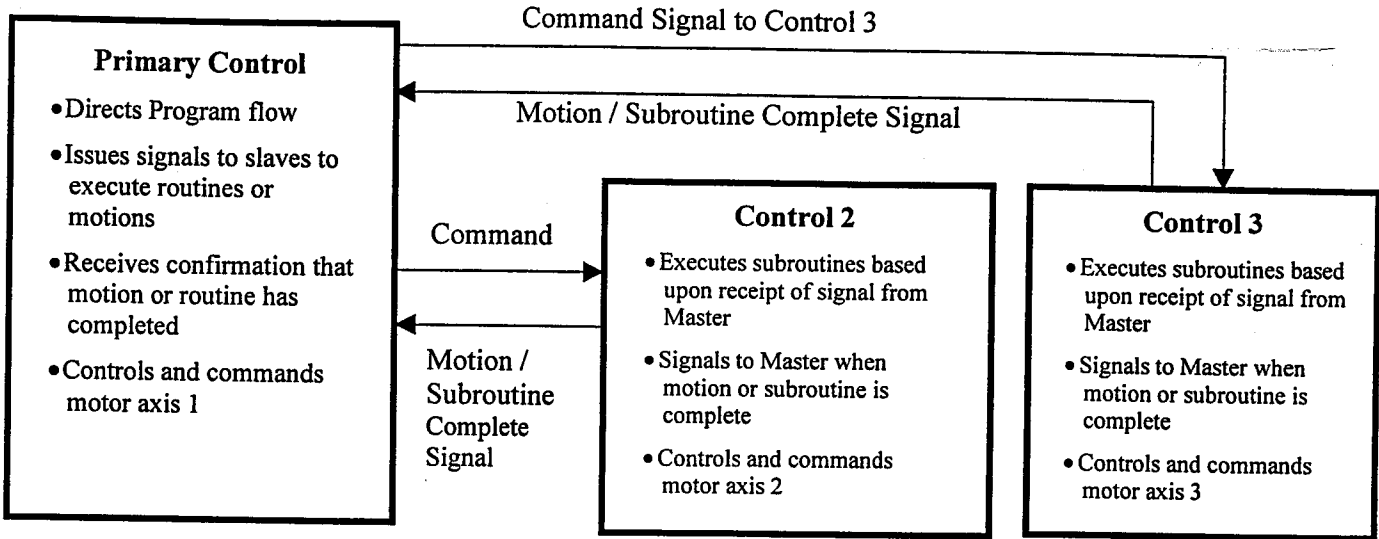 Command Signal to Control 3
Primary Control
•Directs Program flow
•Issues signals to slaves to
execute routines or
motions
•Receives confirmation that
motion or routine has
completed
•Controls and commands
motor axis 1
Motion / Subroutine Complete Signal
Command
Motion /
Subroutine
Complete
Signal
Control 2
•Executes subroutines based
upon receipt of signal from
Master
•Signals to Master when
motion or subroutine is
complete
•Controls and commands
motor axis 2
Control 3
•Executes subroutines based
upon receipt of signal from
Master
•Signals to Master when
motion or subroutine is
complete
•Controls and commands
motor axis 3